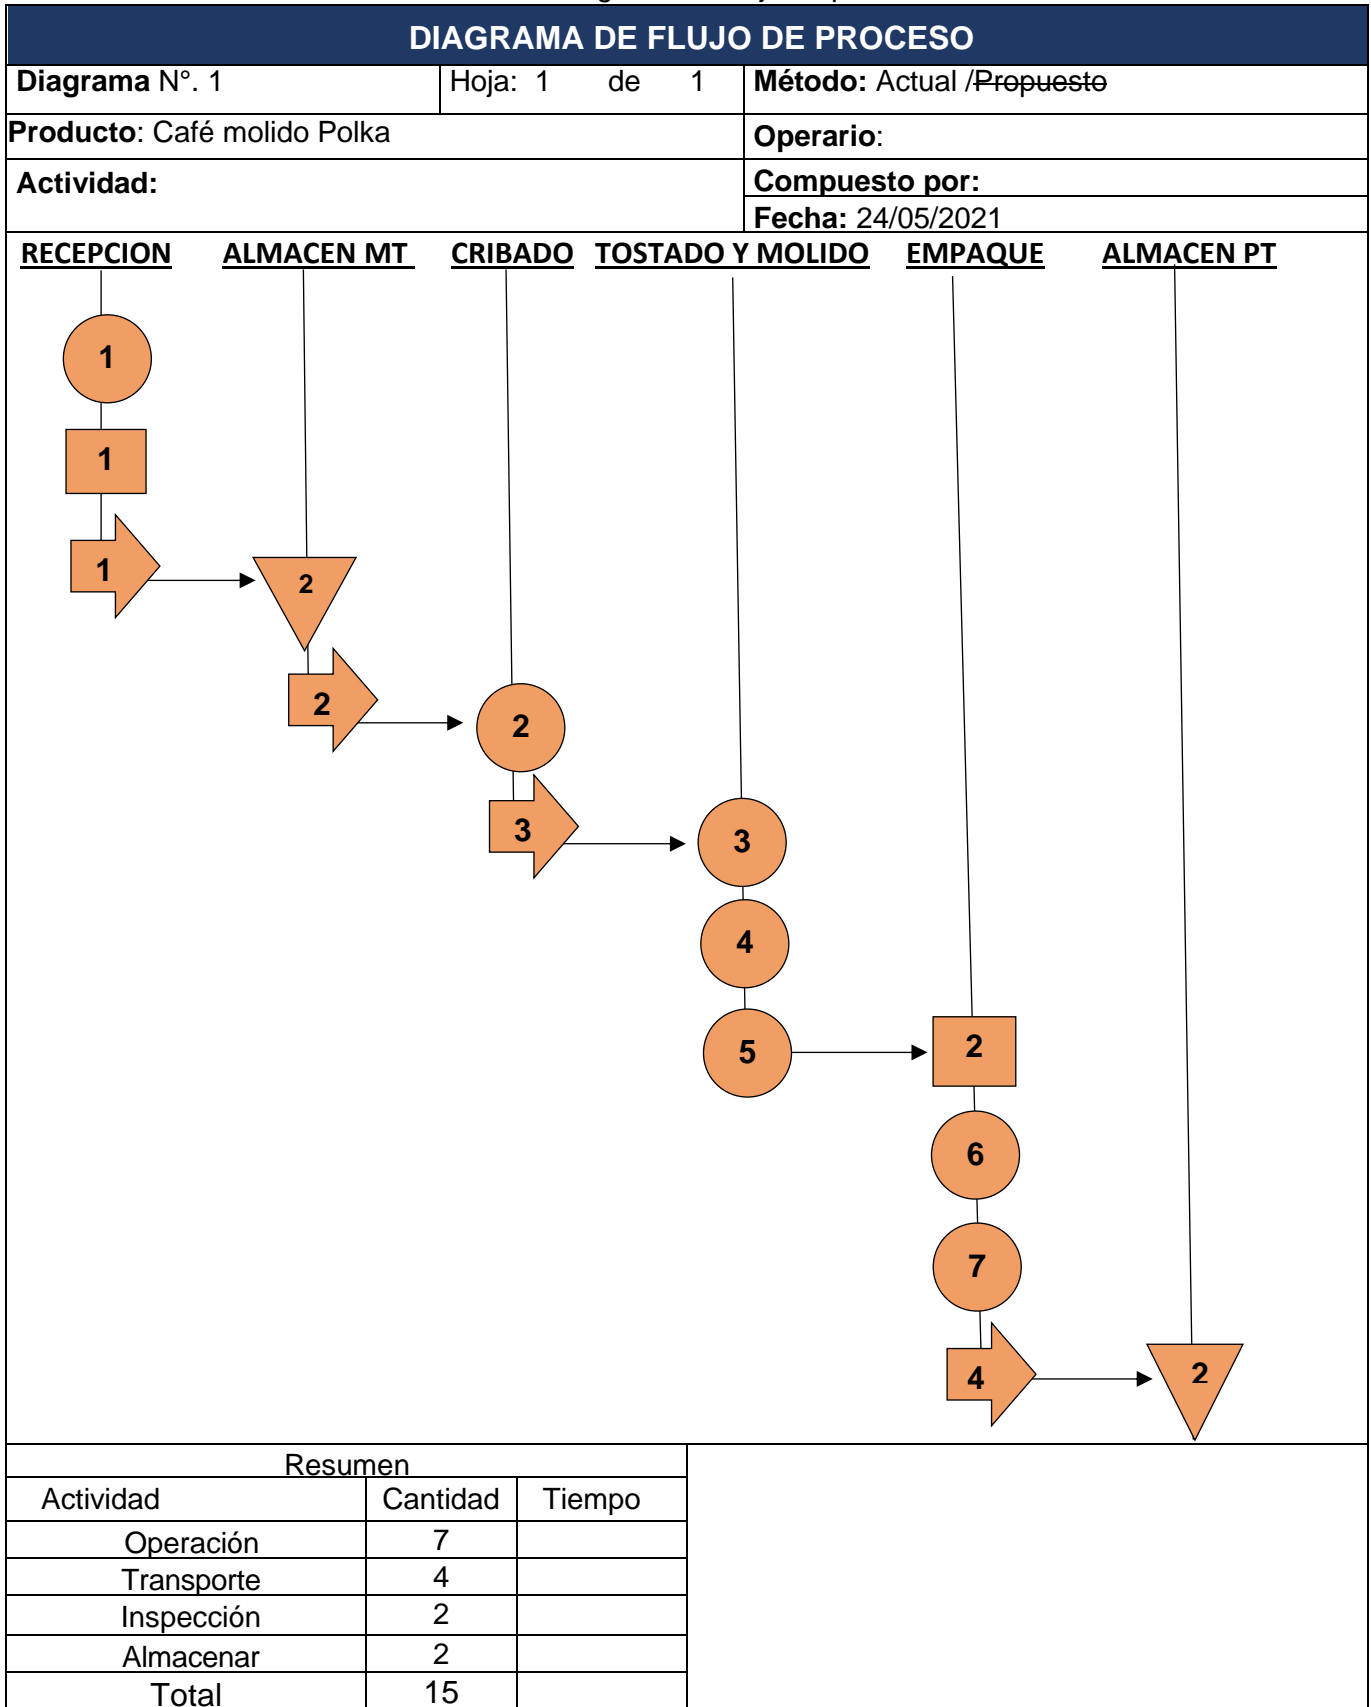 DIAGRAMA DE FLUJO DE PROCESO
Diagrama N°. 1 Hoja: 1 de 1 Método: Actual /Propuesto
Producto: Café molido Polka Operario:
Actividad: Compuesto por:
Fecha: 24/05/2021
RECEPCION ALMACEN MT CRIBADO TOSTADO Y MOLIDO EMPAQUE ALMACEN PT
1
1
1
2
2
2
3
3
4
5
2
6
7
4
2
Resumen
Actividad Cantidad Tiempo
Operación 7
Transporte 4
Inspección 2
Almacenar 2
Total 15